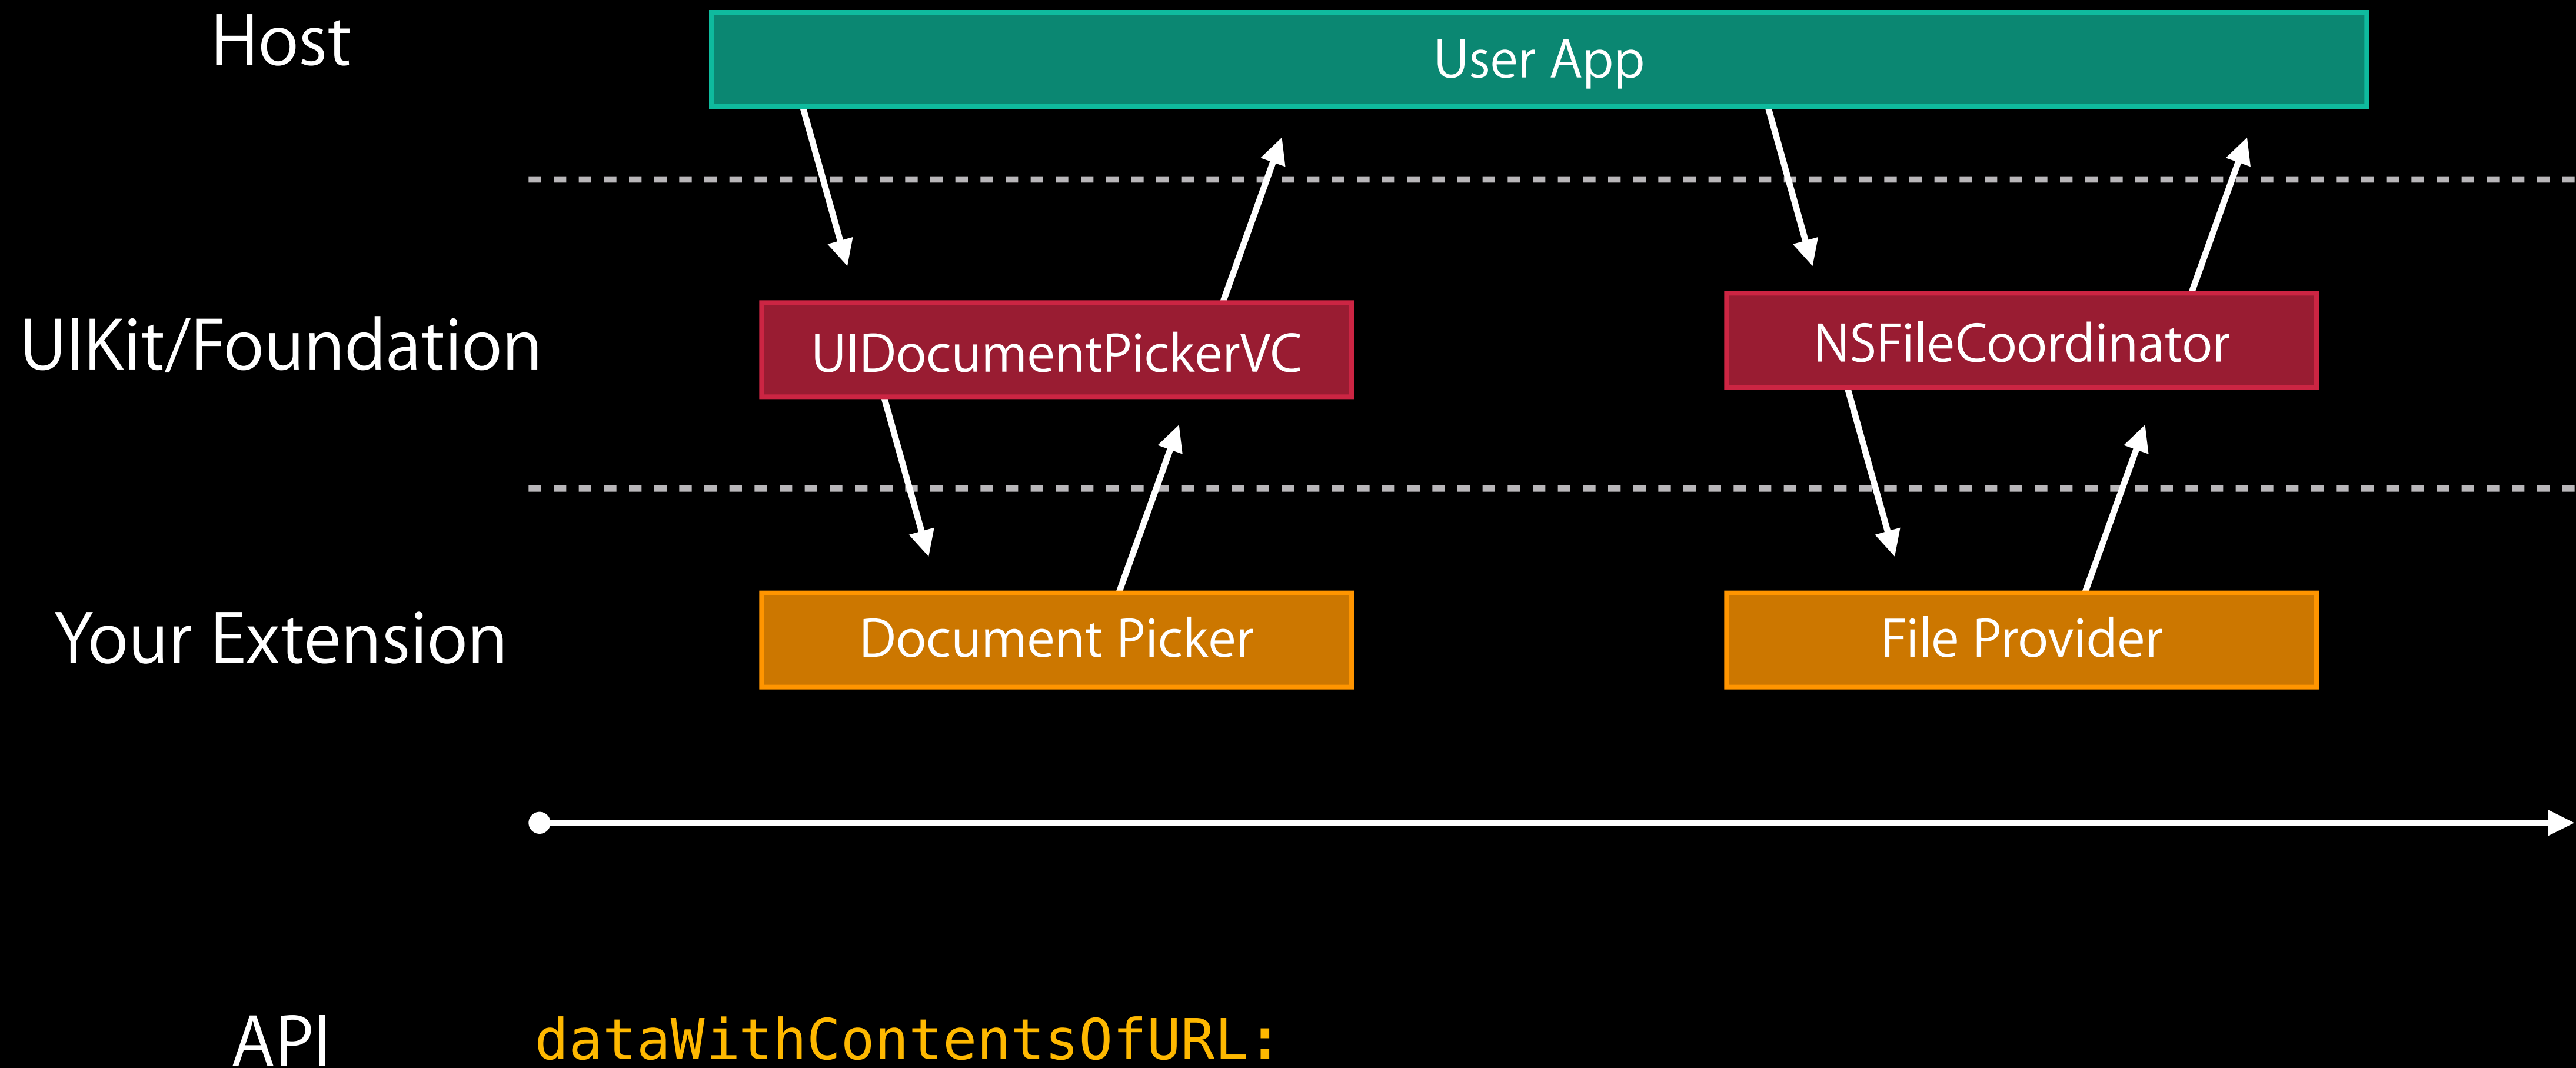 Host
User App
UIKit/Foundation
UIDocumentPickerVC
NSFileCoordinator
Your Extension
Document Picker
File Provider
API
dataWithContentsOfURL: